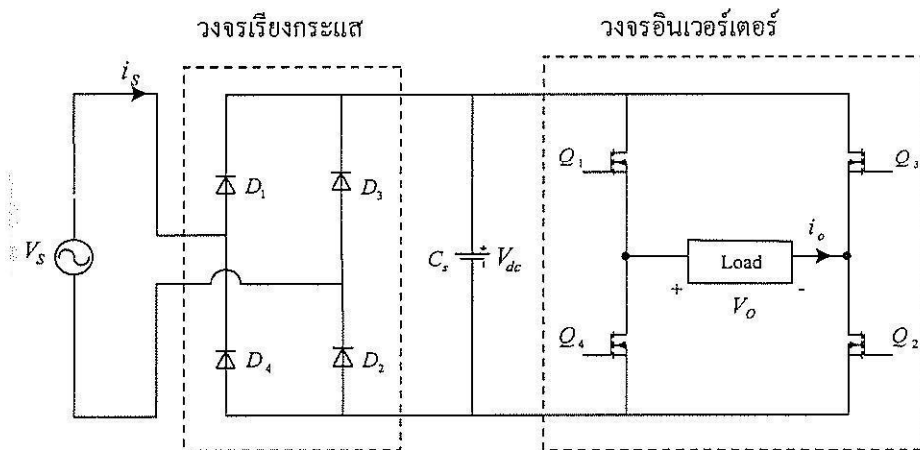 วงจรเรียงกระแส
วงจรอินเวอร์เตอร์
i_s
V_S
D_1
D_3
D_4
D_2
C_s
+
-
V_dc
Q_1
Q_3
i_o
Load
+
-
V_O
Q_4
Q_2